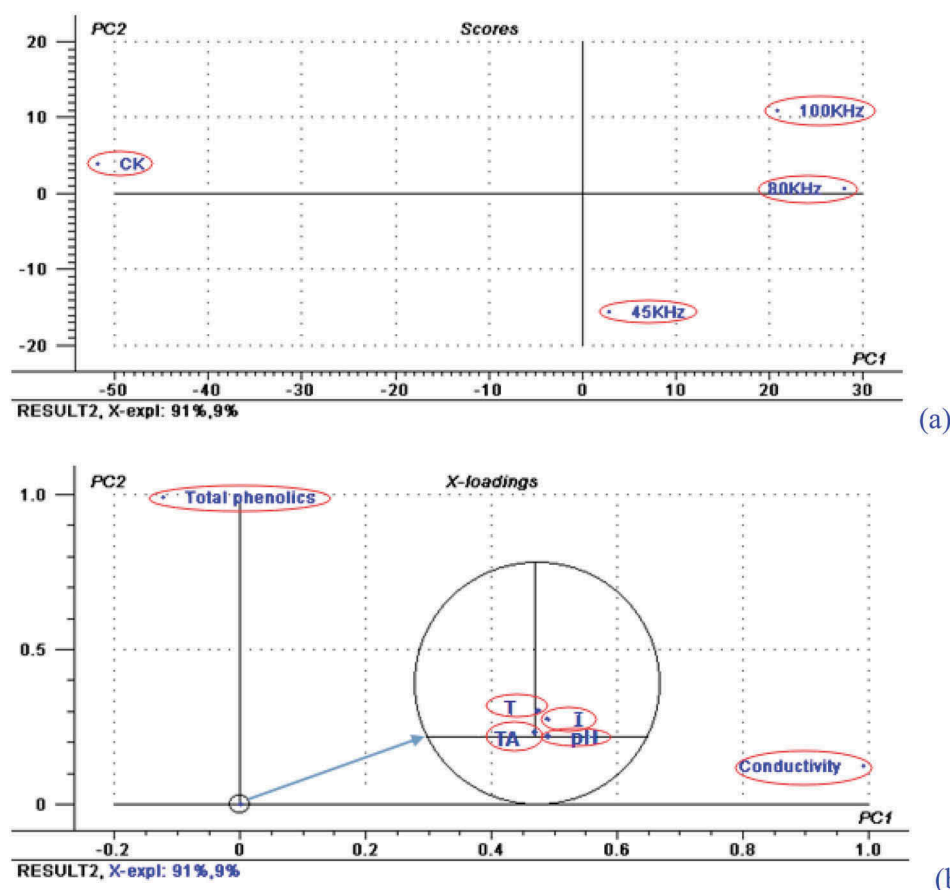 PC2
Scores
20
10
0
-10
-20
100KHz
CK
80KHz
45KHz
PC1
-50 -40 -30 -20 -10 0 10 20 30
RESULT2, X-expl: 91%,9%
(a)
PC2
X-loadings
1.0
0.5
0
Total phenolics
T
I
TA
pH
Conductivity
PC1
-0.2 0 0.2 0.4 0.6 0.8 1.0
RESULT2, X-expl: 91%,9%
(b